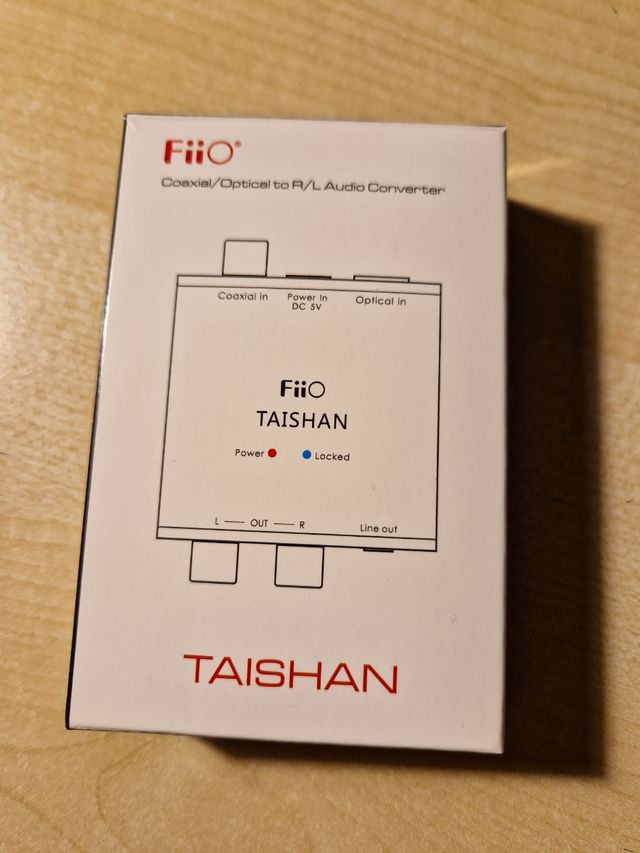 FiiO®
Coaxial/Optical to R/L Audio Converter
Coaxial in Power In DC 5V Optical in
FiiO
TAISHAN
Power Locked
L OUT R Line out
TAISHAN